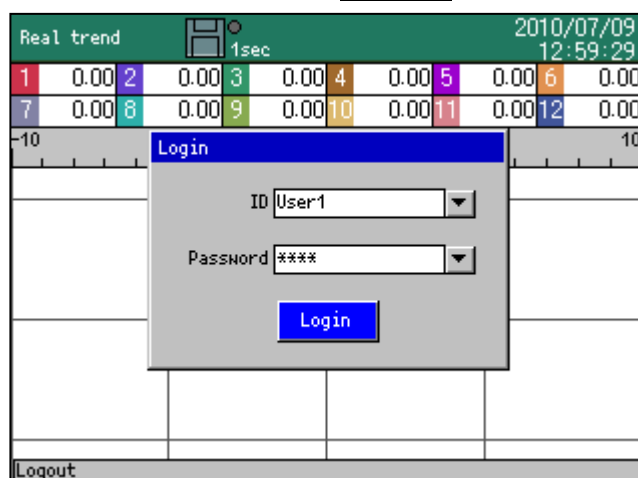 Real trend 1sec 2010/07/09
12:59:29
1 0.00 2 0.00 3 0.00 4 0.00 5 0.00 6 0.00
7 0.00 8 0.00 9 0.00 10 0.00 11 0.00 12 0.00
-10 10
Login
ID User1
Password ****
Login
Logout